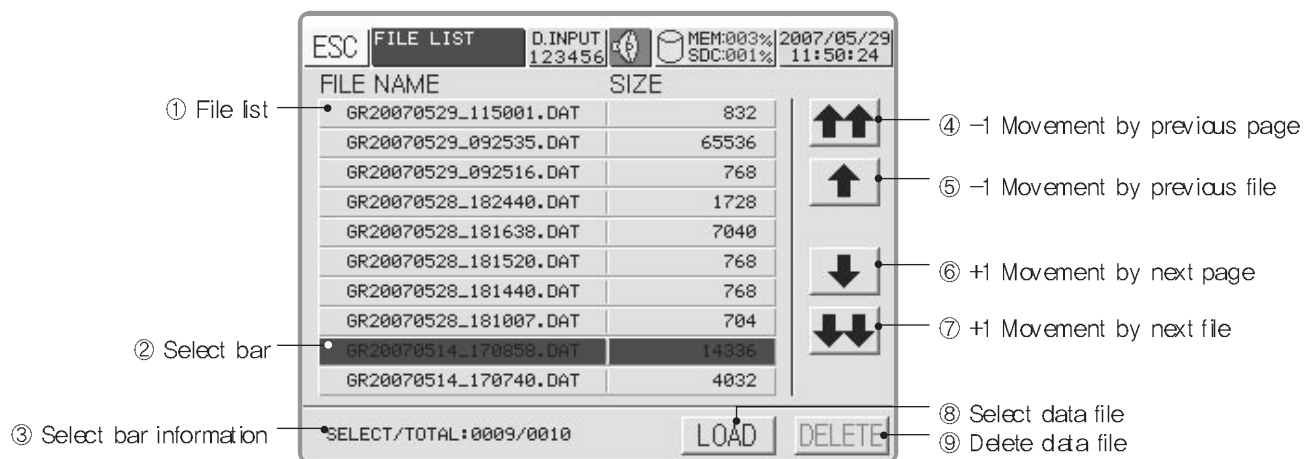 ESC FILE LIST D.INPUT 123456 MEM:003% SDC:001% 2007/05/29 11:50:24
FILE NAME SIZE
① File list
GR20070529_115001.DAT 832
GR20070529_092535.DAT 65536
GR20070529_092516.DAT 768
GR20070528_182440.DAT 1728
GR20070528_181638.DAT 7040
GR20070528_181520.DAT 768
GR20070528_181440.DAT 768
GR20070528_181007.DAT 704
② Select bar
GR20070514_170858.DAT 14336
GR20070514_170740.DAT 4032
③ Select bar information
SELECT/TOTAL:0009/0010
LOAD
DELETE
④ -1 Movement by previous page
⑤ -1 Movement by previous file
⑥ +1 Movement by next page
⑦ +1 Movement by next file
⑧ Select data file
⑨ Delete data file